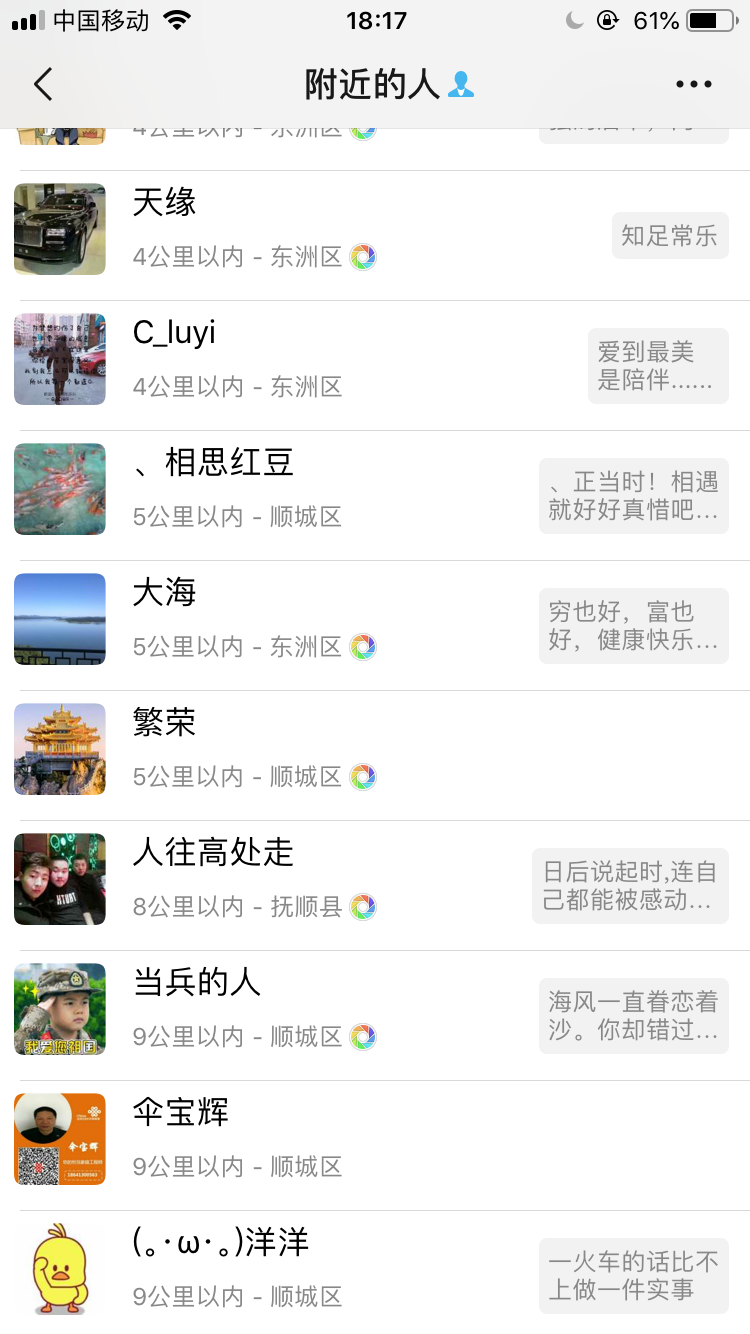 中国移动
18:17
61%
附近的人
4公里以内 - 东洲区
天缘
4公里以内 - 东洲区
知足常乐
C_luyi
4公里以内 - 东洲区
爱到最美
是陪伴......
、相思红豆
5公里以内 - 顺城区
、正当时！相遇
就好好真惜吧...
大海
5公里以内 - 东洲区
穷也好，富也
好，健康快乐...
繁荣
5公里以内 - 顺城区
人往高处走
8公里以内 - 抚顺县
日后说起时,连自
己都能被感动...
当兵的人
9公里以内 - 顺城区
海风一直眷恋着
沙。你却错过...
我爱您祖国
伞宝辉
9公里以内 - 顺城区
伞宝辉
(。･ω･。)洋洋
9公里以内 - 顺城区
一火车的话比不
上做一件实事